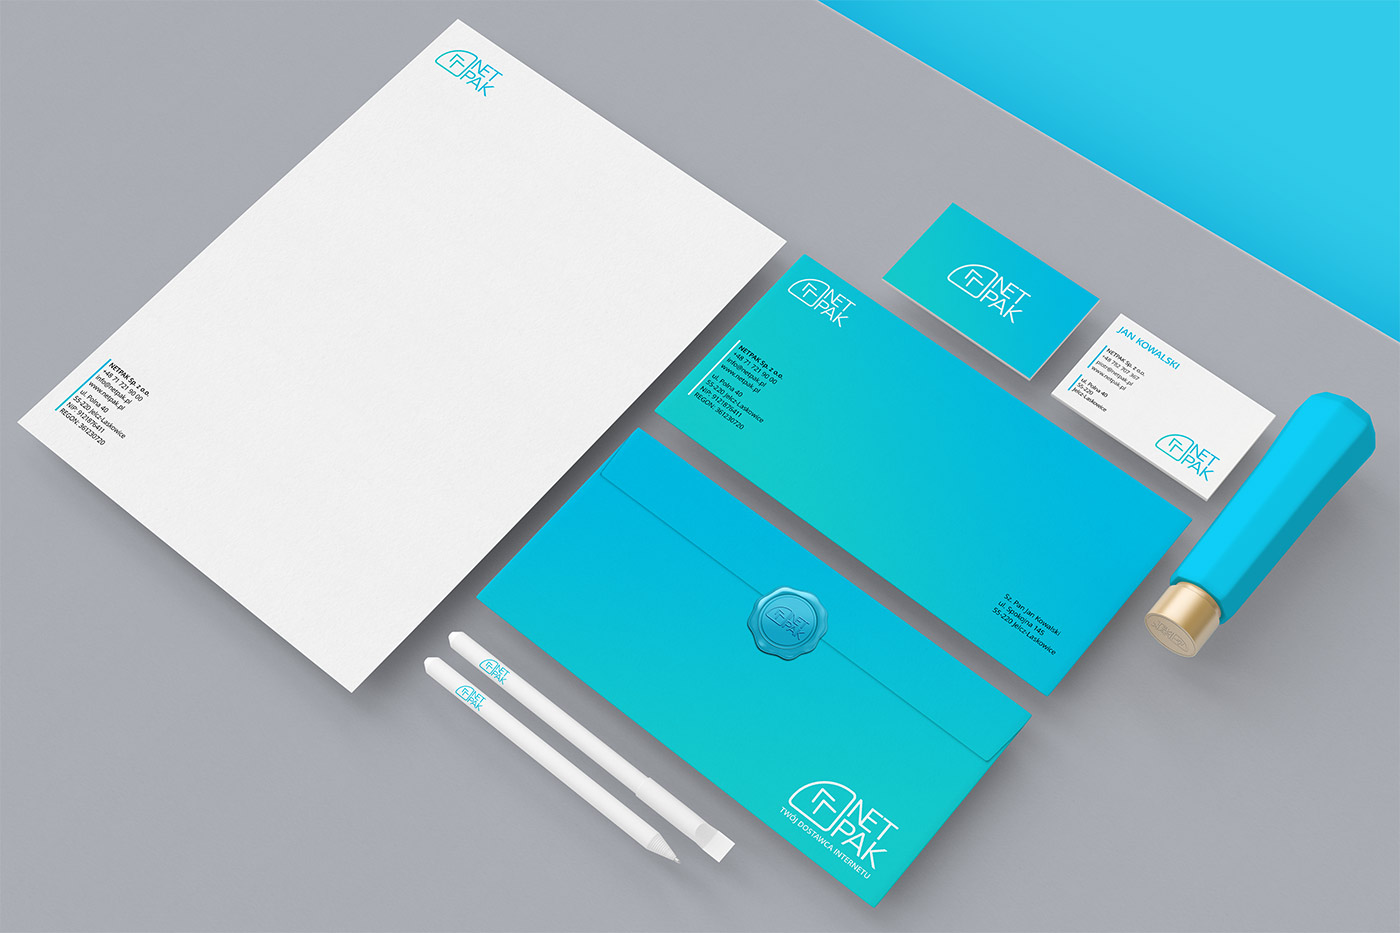 NET
PAK
NETPAK Sp. z o.o.
+48 71 721 90 00
info@netpak.pl
www.netpak.pl
ul. Polna 40
55-220 Jelcz-Laskowice
NIP: 9121876411
REGON: 361230720
NET
PAK
NETPAK Sp. z o.o.
+48 71 721 90 00
info@netpak.pl
www.netpak.pl
ul. Polna 40
55-220 Jelcz-Laskowice
NIP: 9121876411
REGON: 361230720
Sz. Pan Jan Kowalski
ul. Spokojna 145
55-220 Jelcz-Laskowice
NET
PAK
JAN KOWALSKI
NETPAK Sp. z o.o.
+48 792 707 307
piotr@netpak.pl
www.netpak.pl
ul. Polna 40
55-220
Jelcz-Laskowice
NET
PAK
NET
PAK
NET
PAK
TWÓJ DOSTAWCA INTERNETU
NET
PAK
NET
PAK